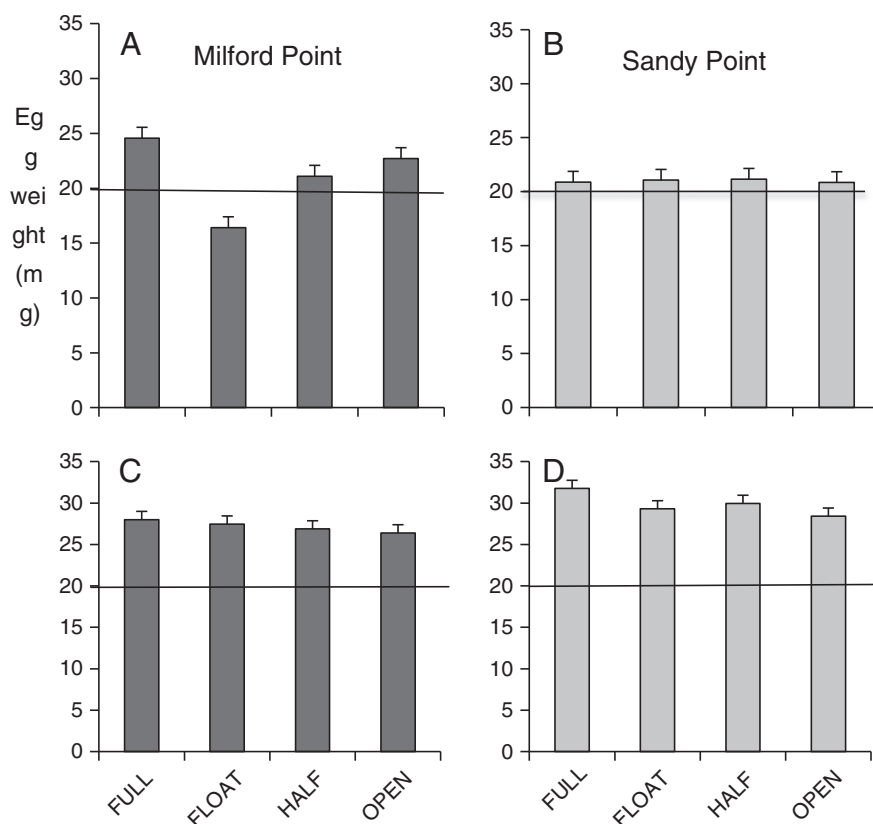 A
Milford Point
35
30
25
20
15
10
5
0
Eg
g
wei
ght
(m
g)
B
Sandy Point
35
30
25
20
15
10
5
0
C
35
30
25
20
15
10
5
0
FULL
FLOAT
HALF
OPEN
D
35
30
25
20
15
10
5
0
FULL
FLOAT
HALF
OPEN